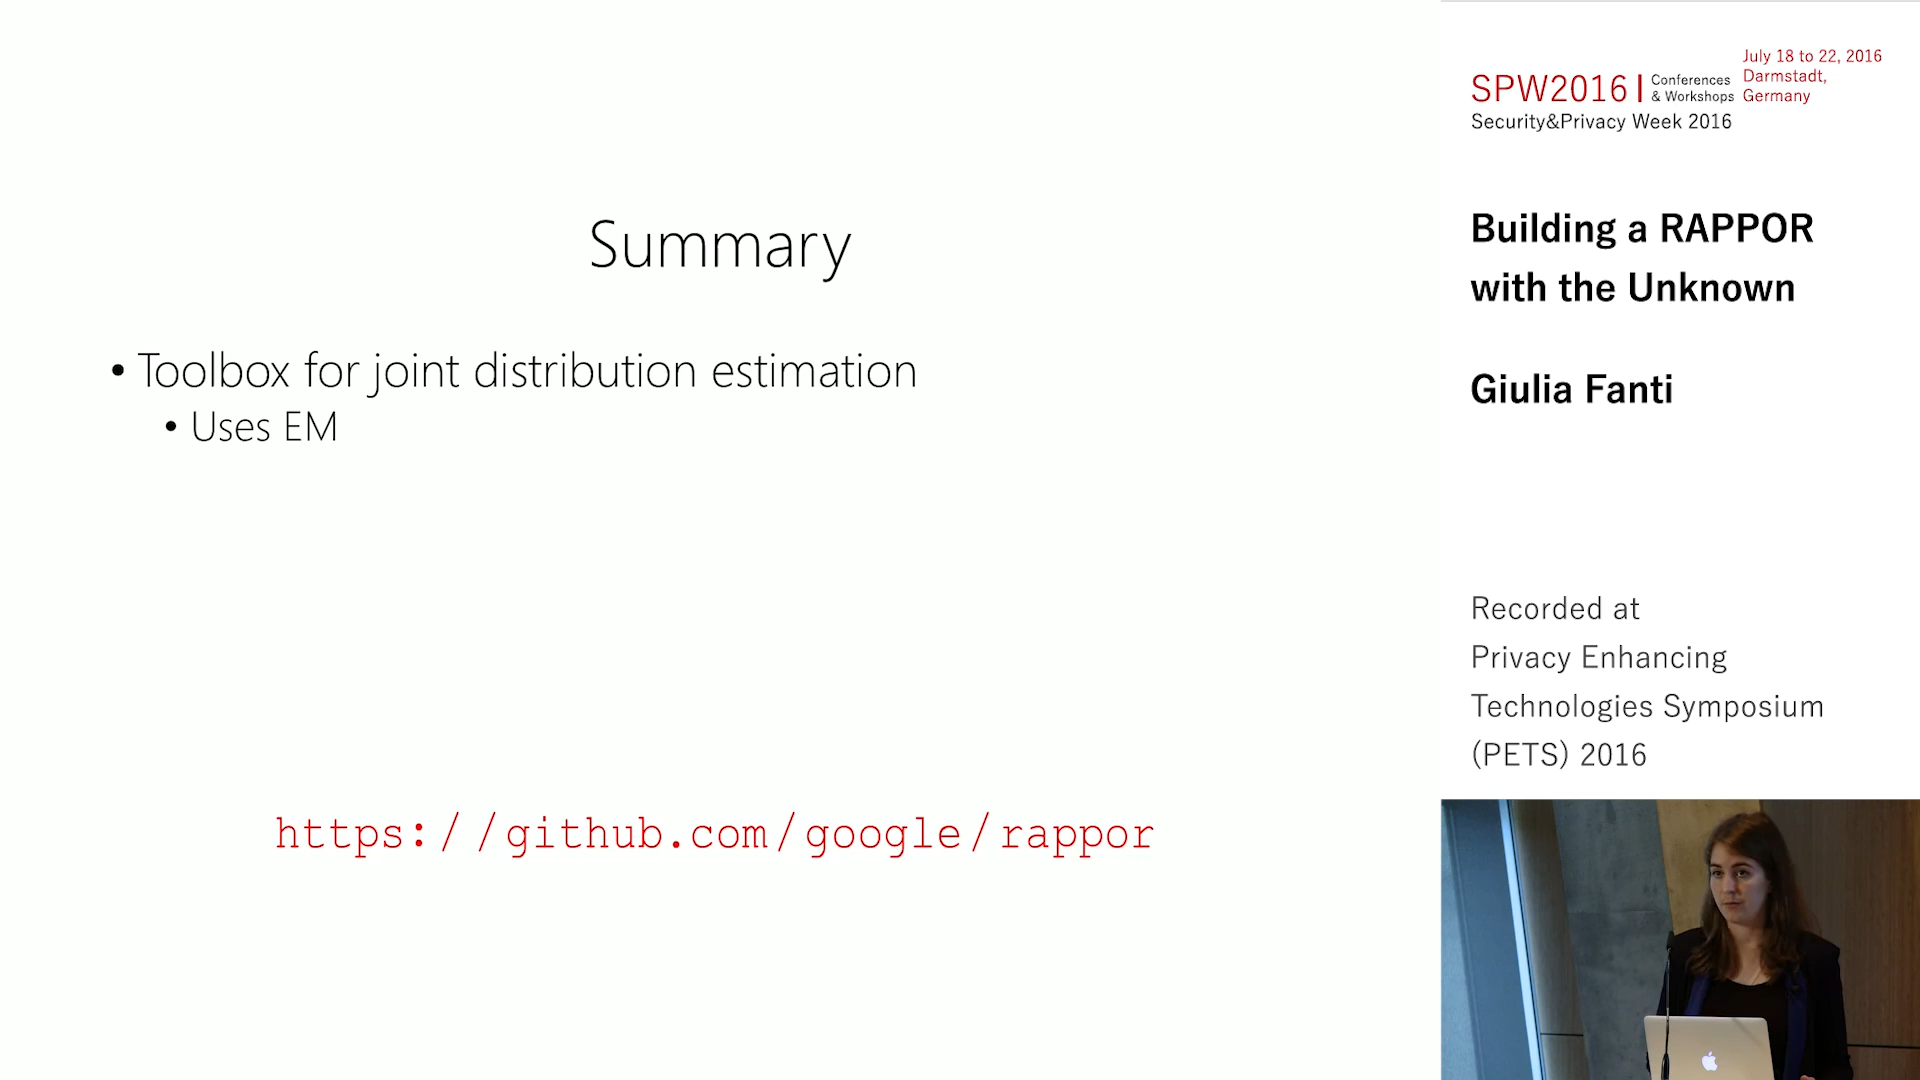 Summary
• Toolbox for joint distribution estimation
• Uses EM
https://github.com/google/rappor
SPW2016 | Conferences & Workshops
July 18 to 22, 2016
Darmstadt,
Germany
Security&Privacy Week 2016
Building a RAPPOR
with the Unknown
Giulia Fanti
Recorded at
Privacy Enhancing
Technologies Symposium
(PETS) 2016